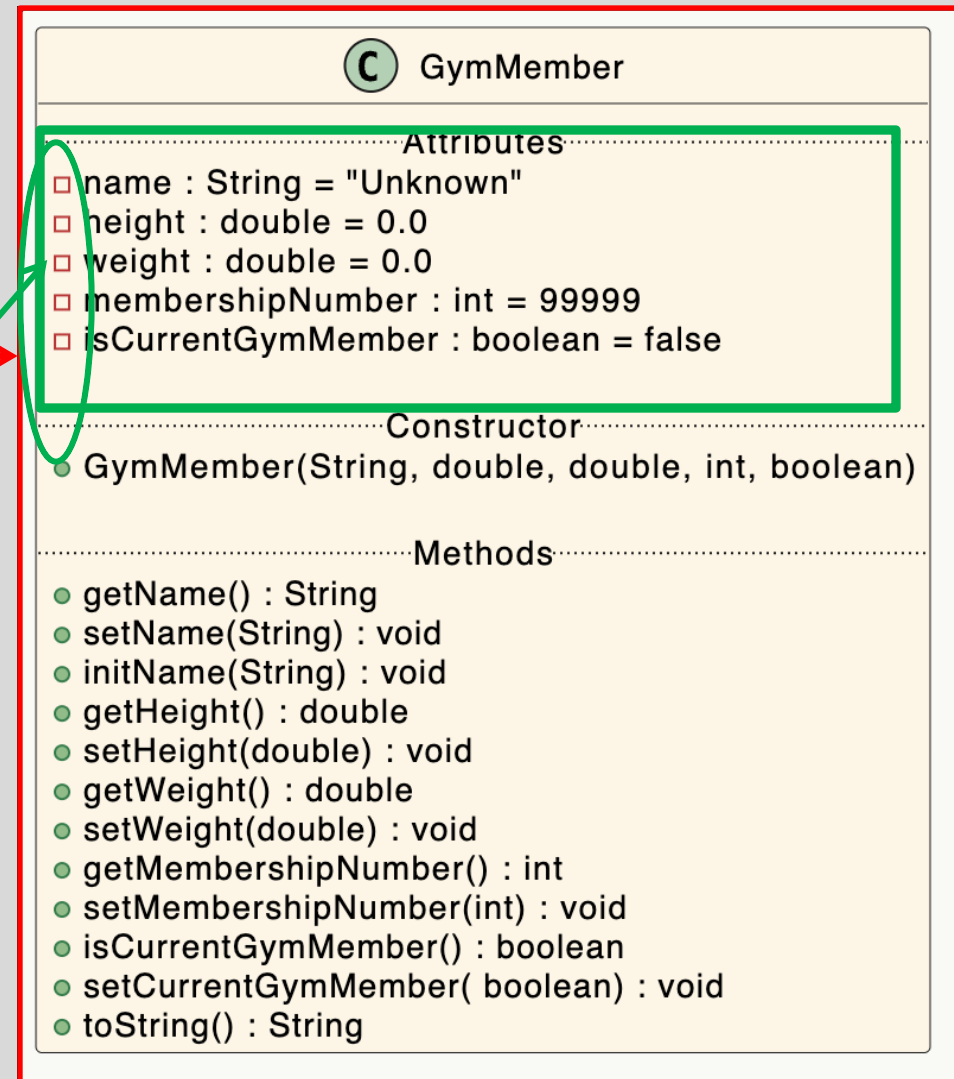 C GymMember
Attributes
name : String = "Unknown"
height : double = 0.0
weight : double = 0.0
membershipNumber : int = 99999
isCurrentGymMember : boolean = false
Constructor
GymMember(String, double, double, int, boolean)
Methods
getName() : String
setName(String) : void
initName(String) : void
getHeight() : double
setHeight(double) : void
getWeight() : double
setWeight(double) : void
getMembershipNumber() : int
setMembershipNumber(int) : void
isCurrentGymMember() : boolean
setCurrentGymMember( boolean) : void
toString() : String